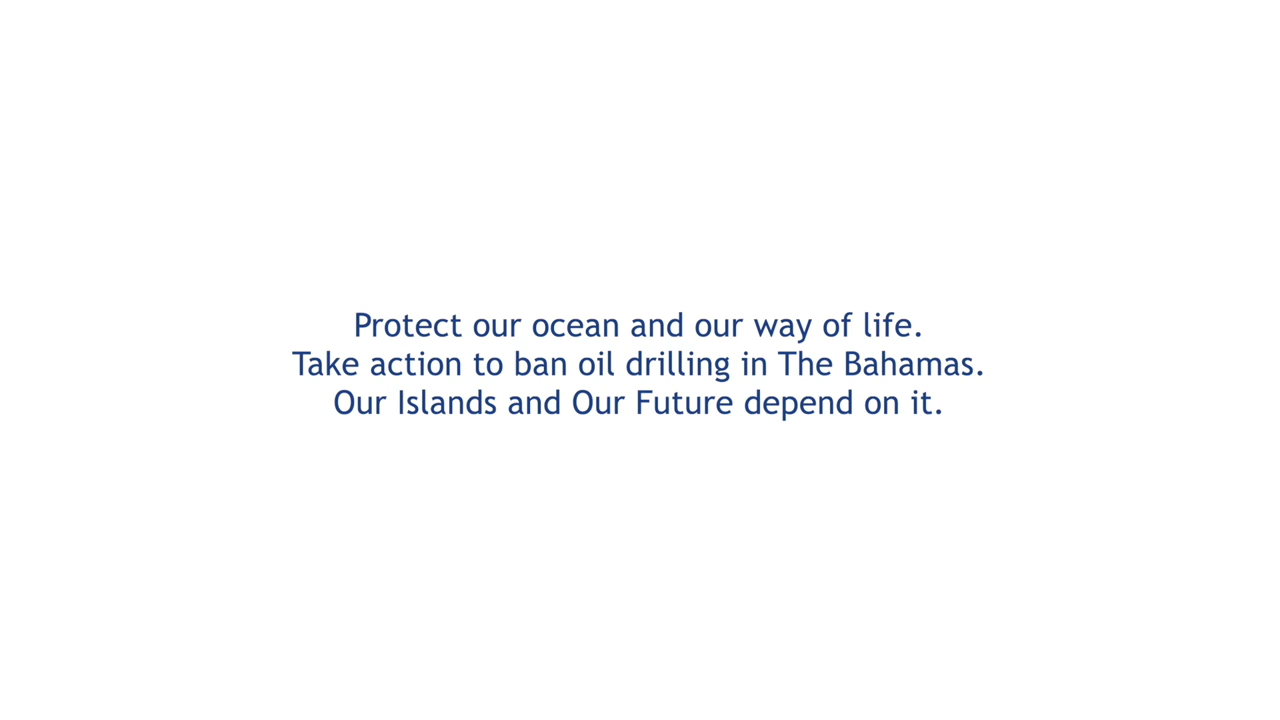 Protect our ocean and our way of life.
Take action to ban oil drilling in The Bahamas.
Our Islands and Our Future depend on it.